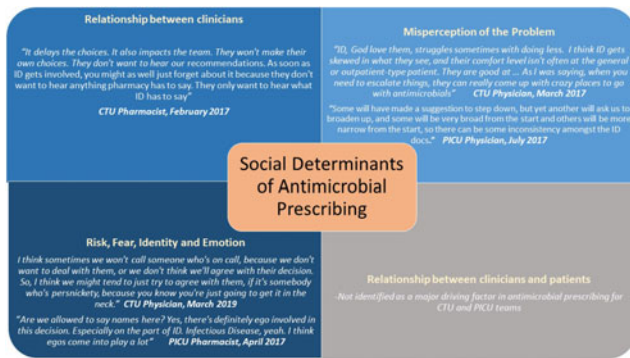 Relationship between clinicians
"It delays the choices. It also impacts the team. They won't make their
own choices. They don't want to hear our recommendations. As soon as
ID gets involved, you might as well just forget about it because they don't
want to hear anything pharmacy has to say. They only want to hear what
ID has to say"
CTU Pharmacist, February 2017
Misperception of the Problem
"ID, God love them, struggles sometimes with doing less. I think ID gets
skewed in what they see, and their comfort level isn't often at the general
or outpatient-type patient. They are good at ... As I was saying, when you
need to escalate things, they can really come up with crazy places to go
with antimicrobials" CTU Physician, March 2017
"Some will have made a suggestion to step down, but yet another will ask us to
broaden up, and some will be very broad from the start and others will be more
narrow from the start, so there can be some inconsistency amongst the ID
docs." PICU Physician, July 2017
Social Determinants
of Antimicrobial
Prescribing
Risk, Fear, Identity and Emotion
I think sometimes we won't call someone who's on call, because we don't
want to deal with them, or we don't think we'll agree with their decision.
So, I think we might tend to just try to agree with them, if it's somebody
who's persnickety, because you know you're just going to get it in the
neck." CTU Physician, March 2019
"Are we allowed to say names here? Yes, there's definitely ego involved in
this decision. Especially on the part of ID. Infectious Disease, yeah. I think
egos come into play a lot" PICU Pharmacist, April 2017
Relationship between clinicians and patients
-Not identified as a major driving factor in antimicrobial prescribing for
CTU and PICU teams